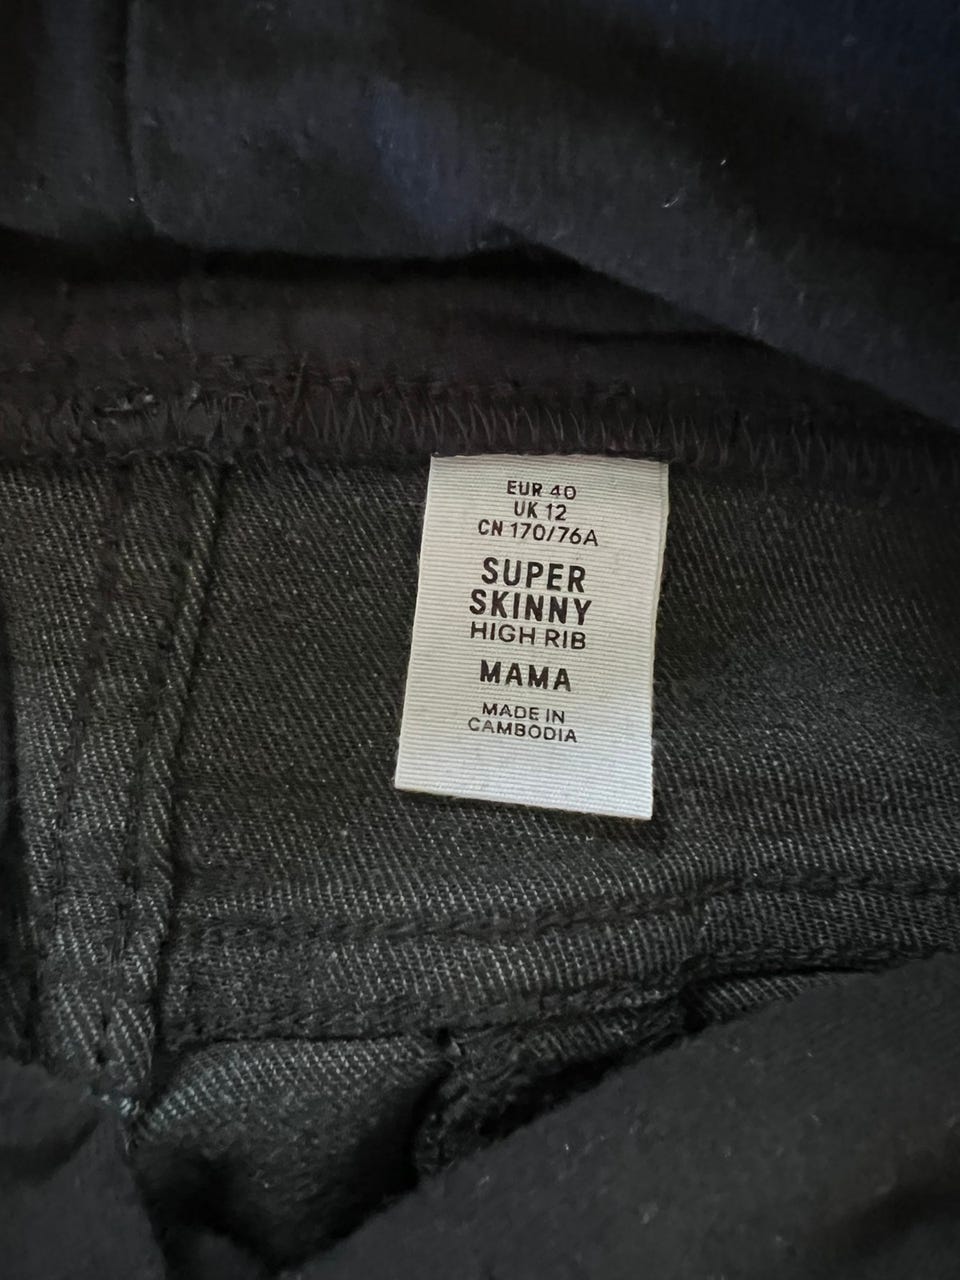 EUR 40
UK 12
CN 170/76A
SUPER
SKINNY
HIGH RIB
MAMA
MADE IN
CAMBODIA